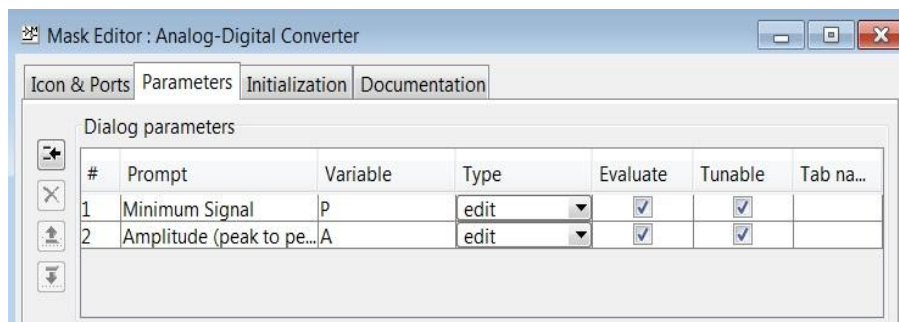 Mask Editor : Analog-Digital Converter
Icon & Ports Parameters Initialization Documentation
Dialog parameters
# Prompt Variable Type Evaluate Tunable Tab na...
1 Minimum Signal P edit
2 Amplitude (peak to pe... A edit